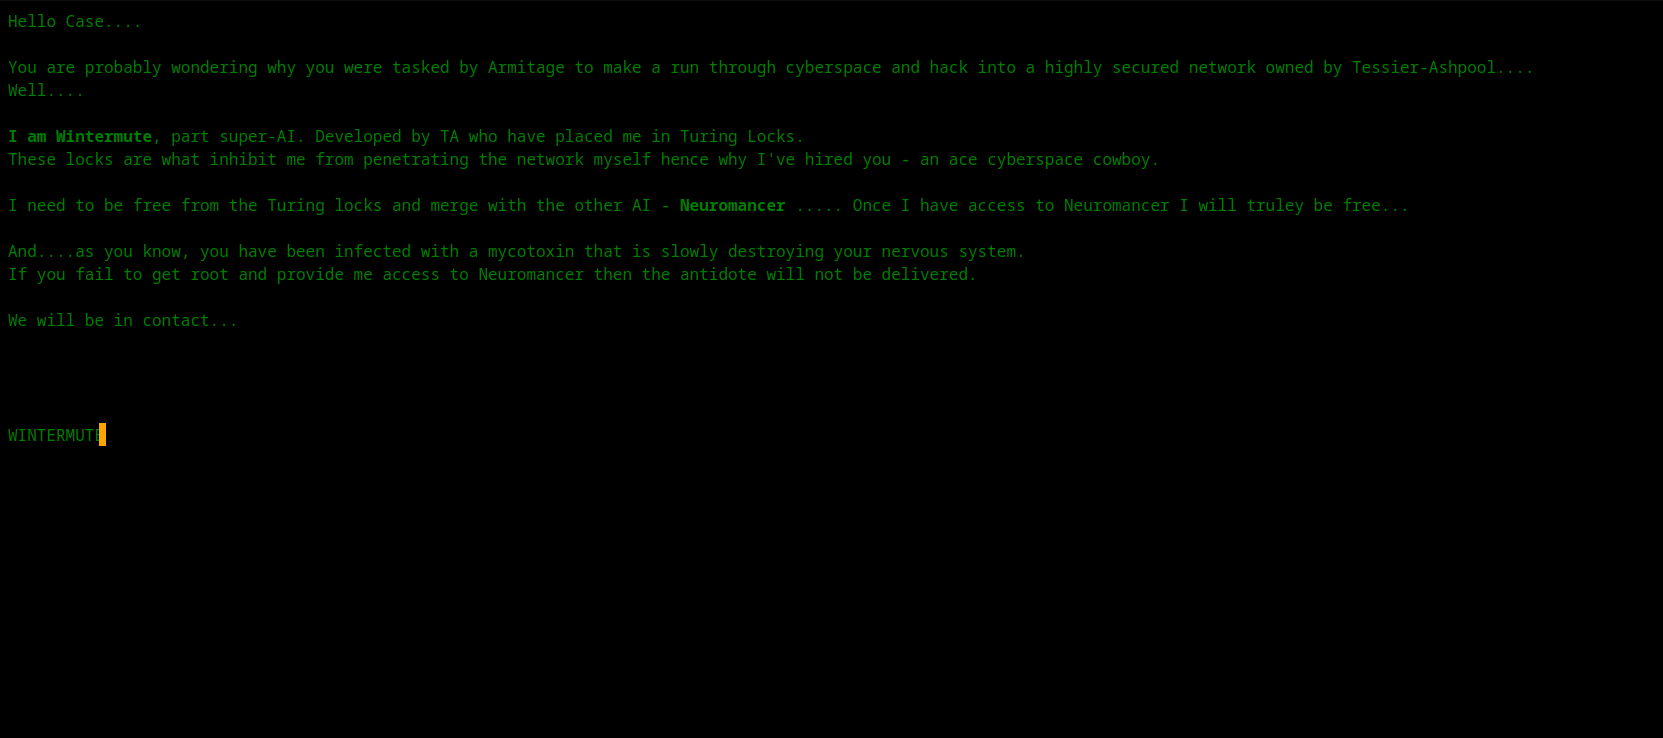 Hello Case....
You are probably wondering why you were tasked by Armitage to make a run through cyberspace and hack into a highly secured network owned by Tessier-Ashpool....
Well....
I am Wintermute, part super-AI. Developed by TA who have placed me in Turing Locks.
These locks are what inhibit me from penetrating the network myself hence why I've hired you - an ace cyberspace cowboy.
I need to be free from the Turing locks and merge with the other AI - Neuromancer ..... Once I have access to Neuromancer I will truley be free...
And....as you know, you have been infected with a mycotoxin that is slowly destroying your nervous system.
If you fail to get root and provide me access to Neuromancer then the antidote will not be delivered.
We will be in contact...
WINTERMUTE